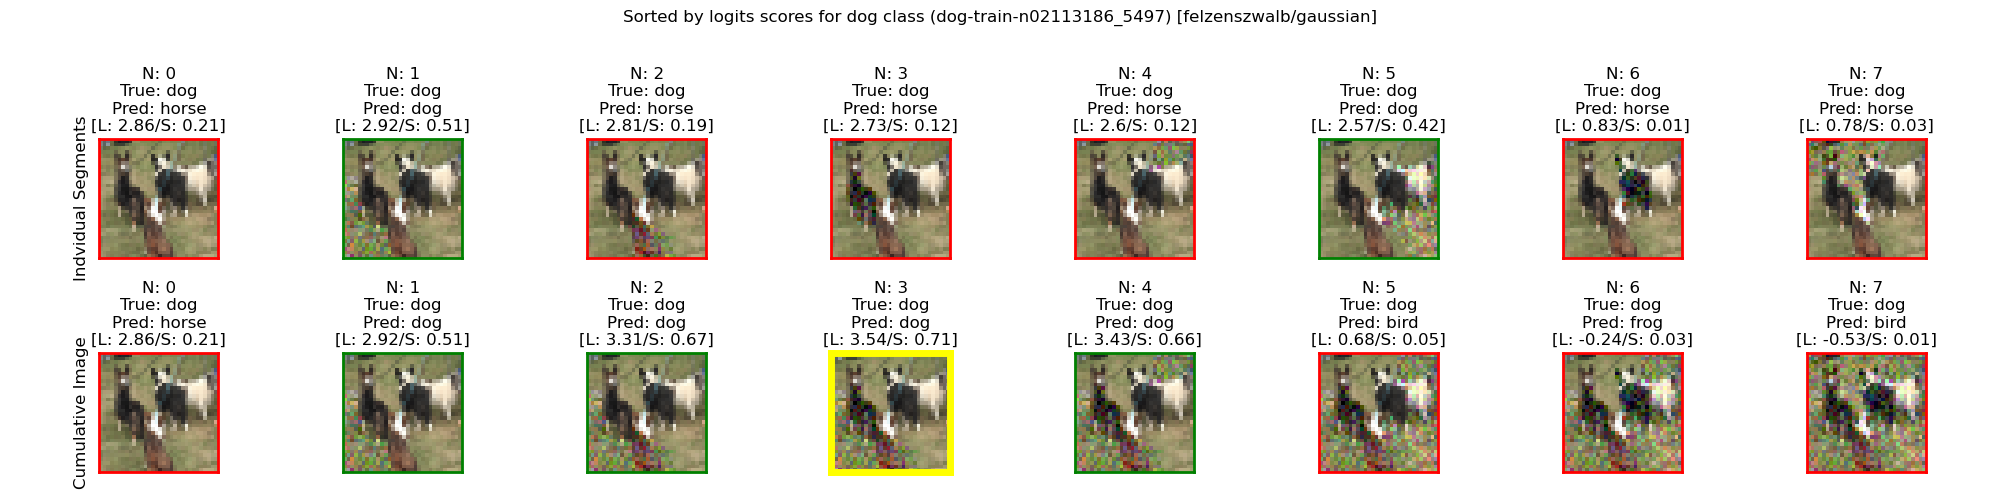 Sorted by logits scores for dog class (dog-train-n02113186_5497) [felzenszwalb/gaussian]
Indvidual Segments
N: 0
True: dog
Pred: horse
[L: 2.86/S: 0.21]
N: 1
True: dog
Pred: dog
[L: 2.92/S: 0.51]
N: 2
True: dog
Pred: horse
[L: 2.81/S: 0.19]
N: 3
True: dog
Pred: horse
[L: 2.73/S: 0.12]
N: 4
True: dog
Pred: horse
[L: 2.6/S: 0.12]
N: 5
True: dog
Pred: dog
[L: 2.57/S: 0.42]
N: 6
True: dog
Pred: horse
[L: 0.83/S: 0.01]
N: 7
True: dog
Pred: horse
[L: 0.78/S: 0.03]
Cumulative Image
N: 0
True: dog
Pred: horse
[L: 2.86/S: 0.21]
N: 1
True: dog
Pred: dog
[L: 2.92/S: 0.51]
N: 2
True: dog
Pred: dog
[L: 3.31/S: 0.67]
N: 3
True: dog
Pred: dog
[L: 3.54/S: 0.71]
N: 4
True: dog
Pred: dog
[L: 3.43/S: 0.66]
N: 5
True: dog
Pred: bird
[L: 0.68/S: 0.05]
N: 6
True: dog
Pred: frog
[L: -0.24/S: 0.03]
N: 7
True: dog
Pred: bird
[L: -0.53/S: 0.01]